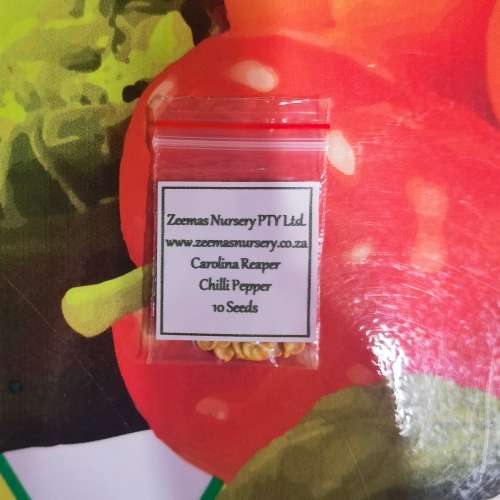 Zeemas Nursery PTY Ltd.
www.zeemasnursery.co.za
Carolina Reaper
Chilli Pepper
10 Seeds